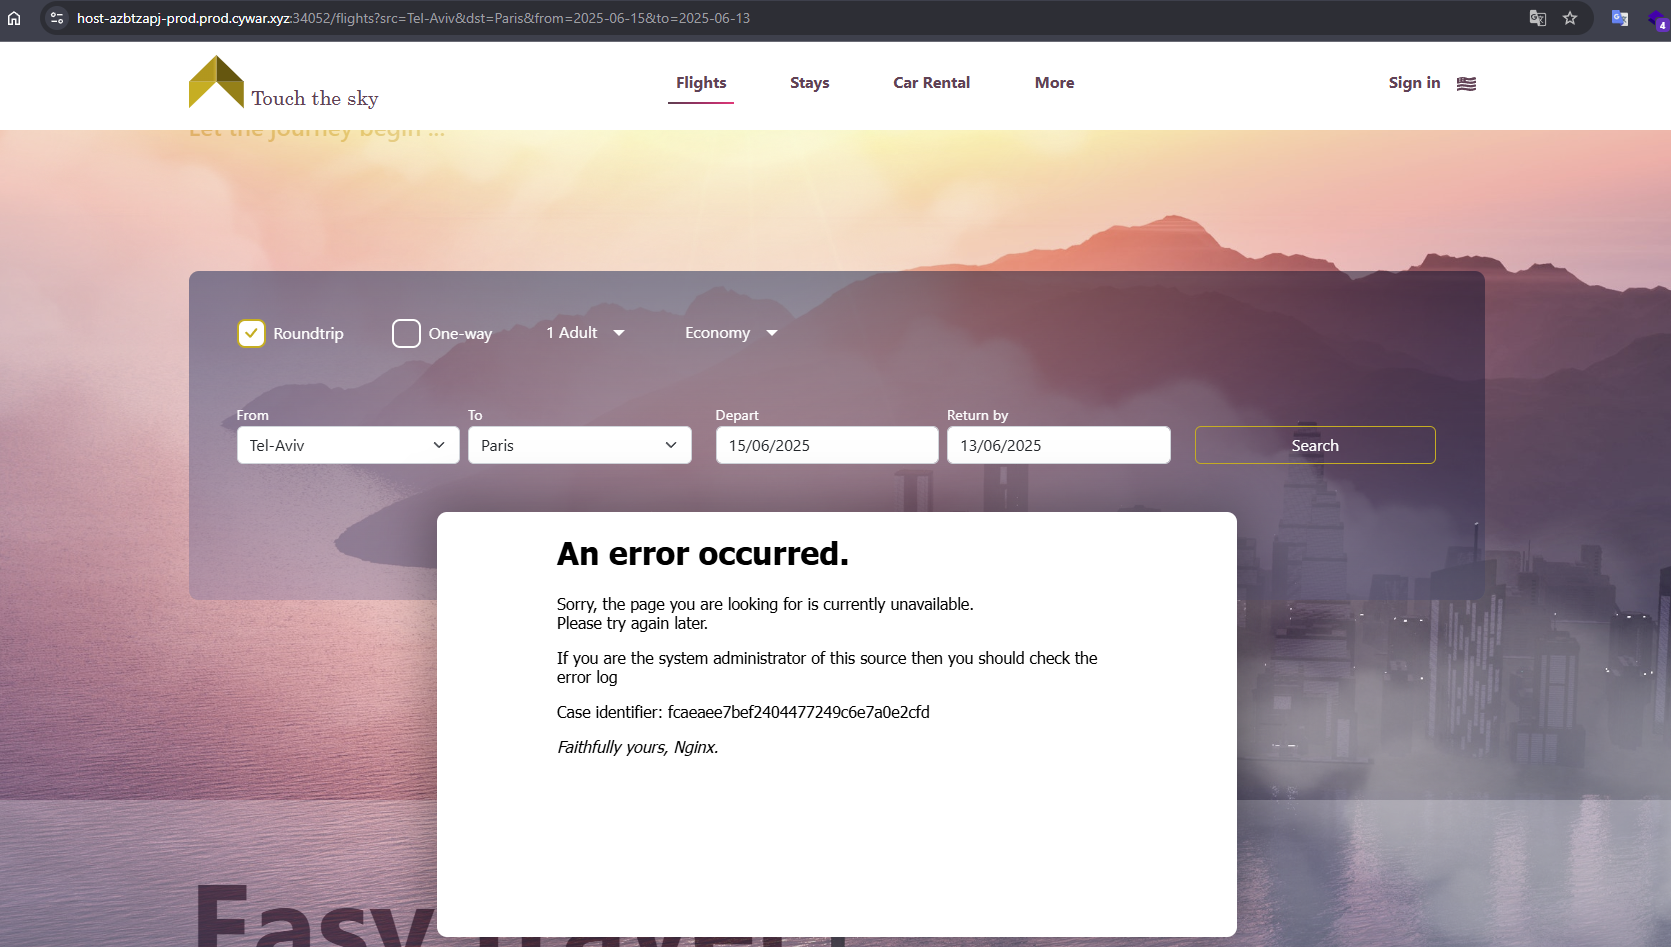 host-azbtzapj-prod.prod.cywar.xyz:34052/flights?src=Tel-Aviv&dst=Paris&from=2025-06-15&to=2025-06-13
4
Touch the sky
Flights
Stays
Car Rental
More
Sign in
Let the journey begin ...
Roundtrip
One-way
1 Adult
Economy
From
To
Depart
Return by
Tel-Aviv
Paris
15/06/2025
13/06/2025
Search
An error occurred.
Sorry, the page you are looking for is currently unavailable.
Please try again later.
If you are the system administrator of this source then you should check the
error log
Case identifier: fcaeaee7bef2404477249c6e7a0e2cfd
Faithfully yours, Nginx.
Easy